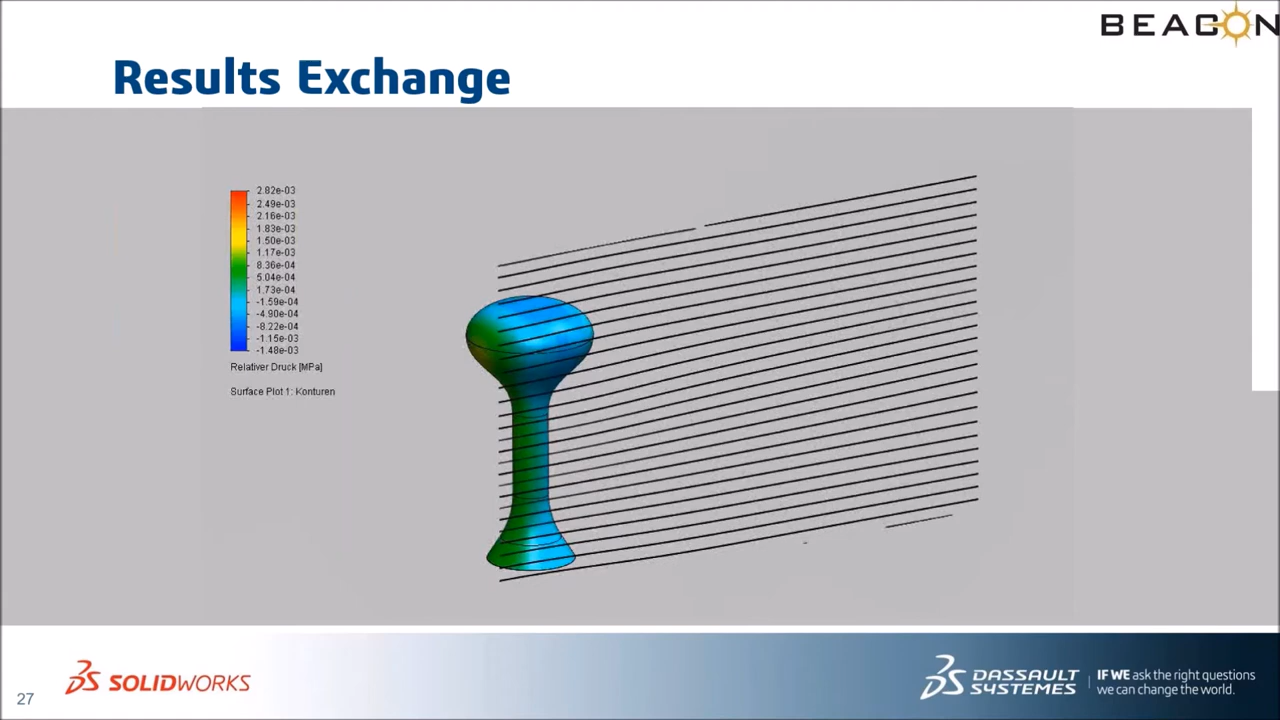 BEACON
Results Exchange
2.82e-03
2.49e-03
2.16e-03
1.83e-03
1.50e-03
1.17e-03
8.36e-04
5.04e-04
1.73e-04
-1.59e-04
-4.90e-04
-8.22e-04
-1.15e-03
-1.48e-03
Relativer Druck [MPa]
Surface Plot 1: Konturen
27
SOLIDWORKS
DASSAULT
SYSTEMES
IF WE ask the right questions
we can change the world.